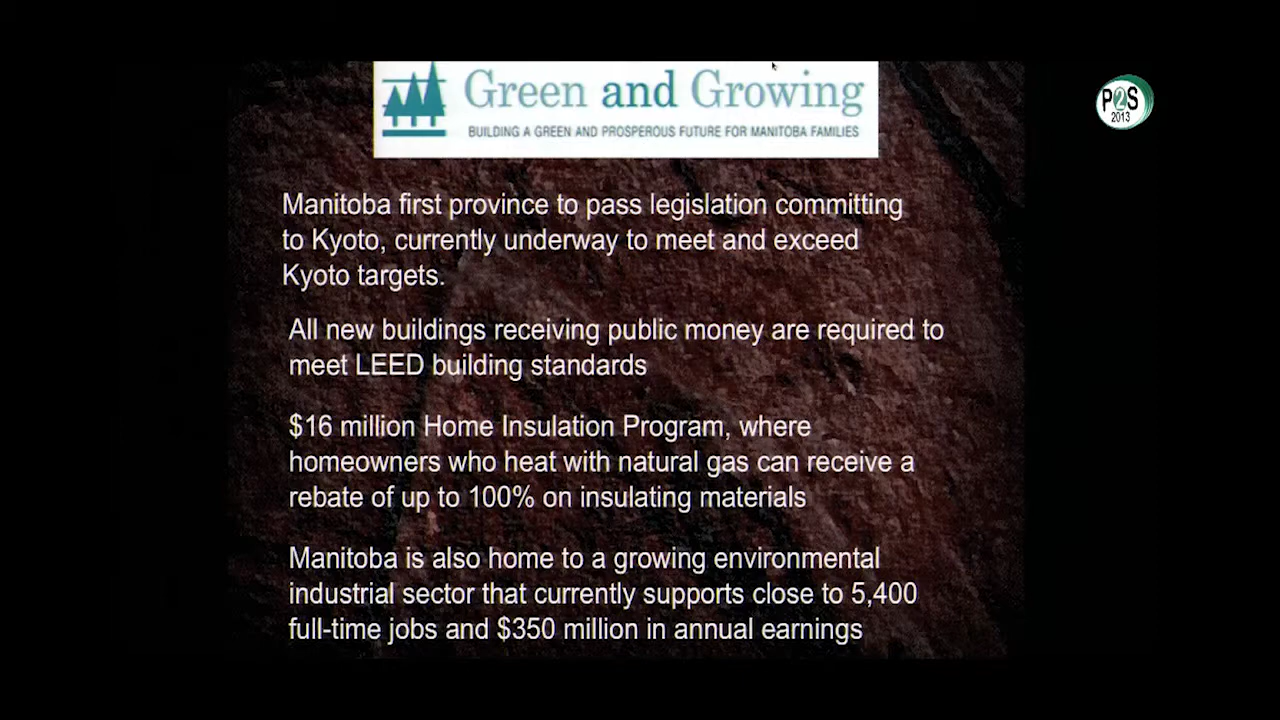 Green and Growing
BUILDING A GREEN AND PROSPEROUS FUTURE FOR MANITOBA FAMILIES
P2S
2013
Manitoba first province to pass legislation committing
to Kyoto, currently underway to meet and exceed
Kyoto targets.
All new buildings receiving public money are required to
meet LEED building standards
$16 million Home Insulation Program, where
homeowners who heat with natural gas can receive a
rebate of up to 100% on insulating materials
Manitoba is also home to a growing environmental
industrial sector that currently supports close to 5,400
full-time jobs and $350 million in annual earnings